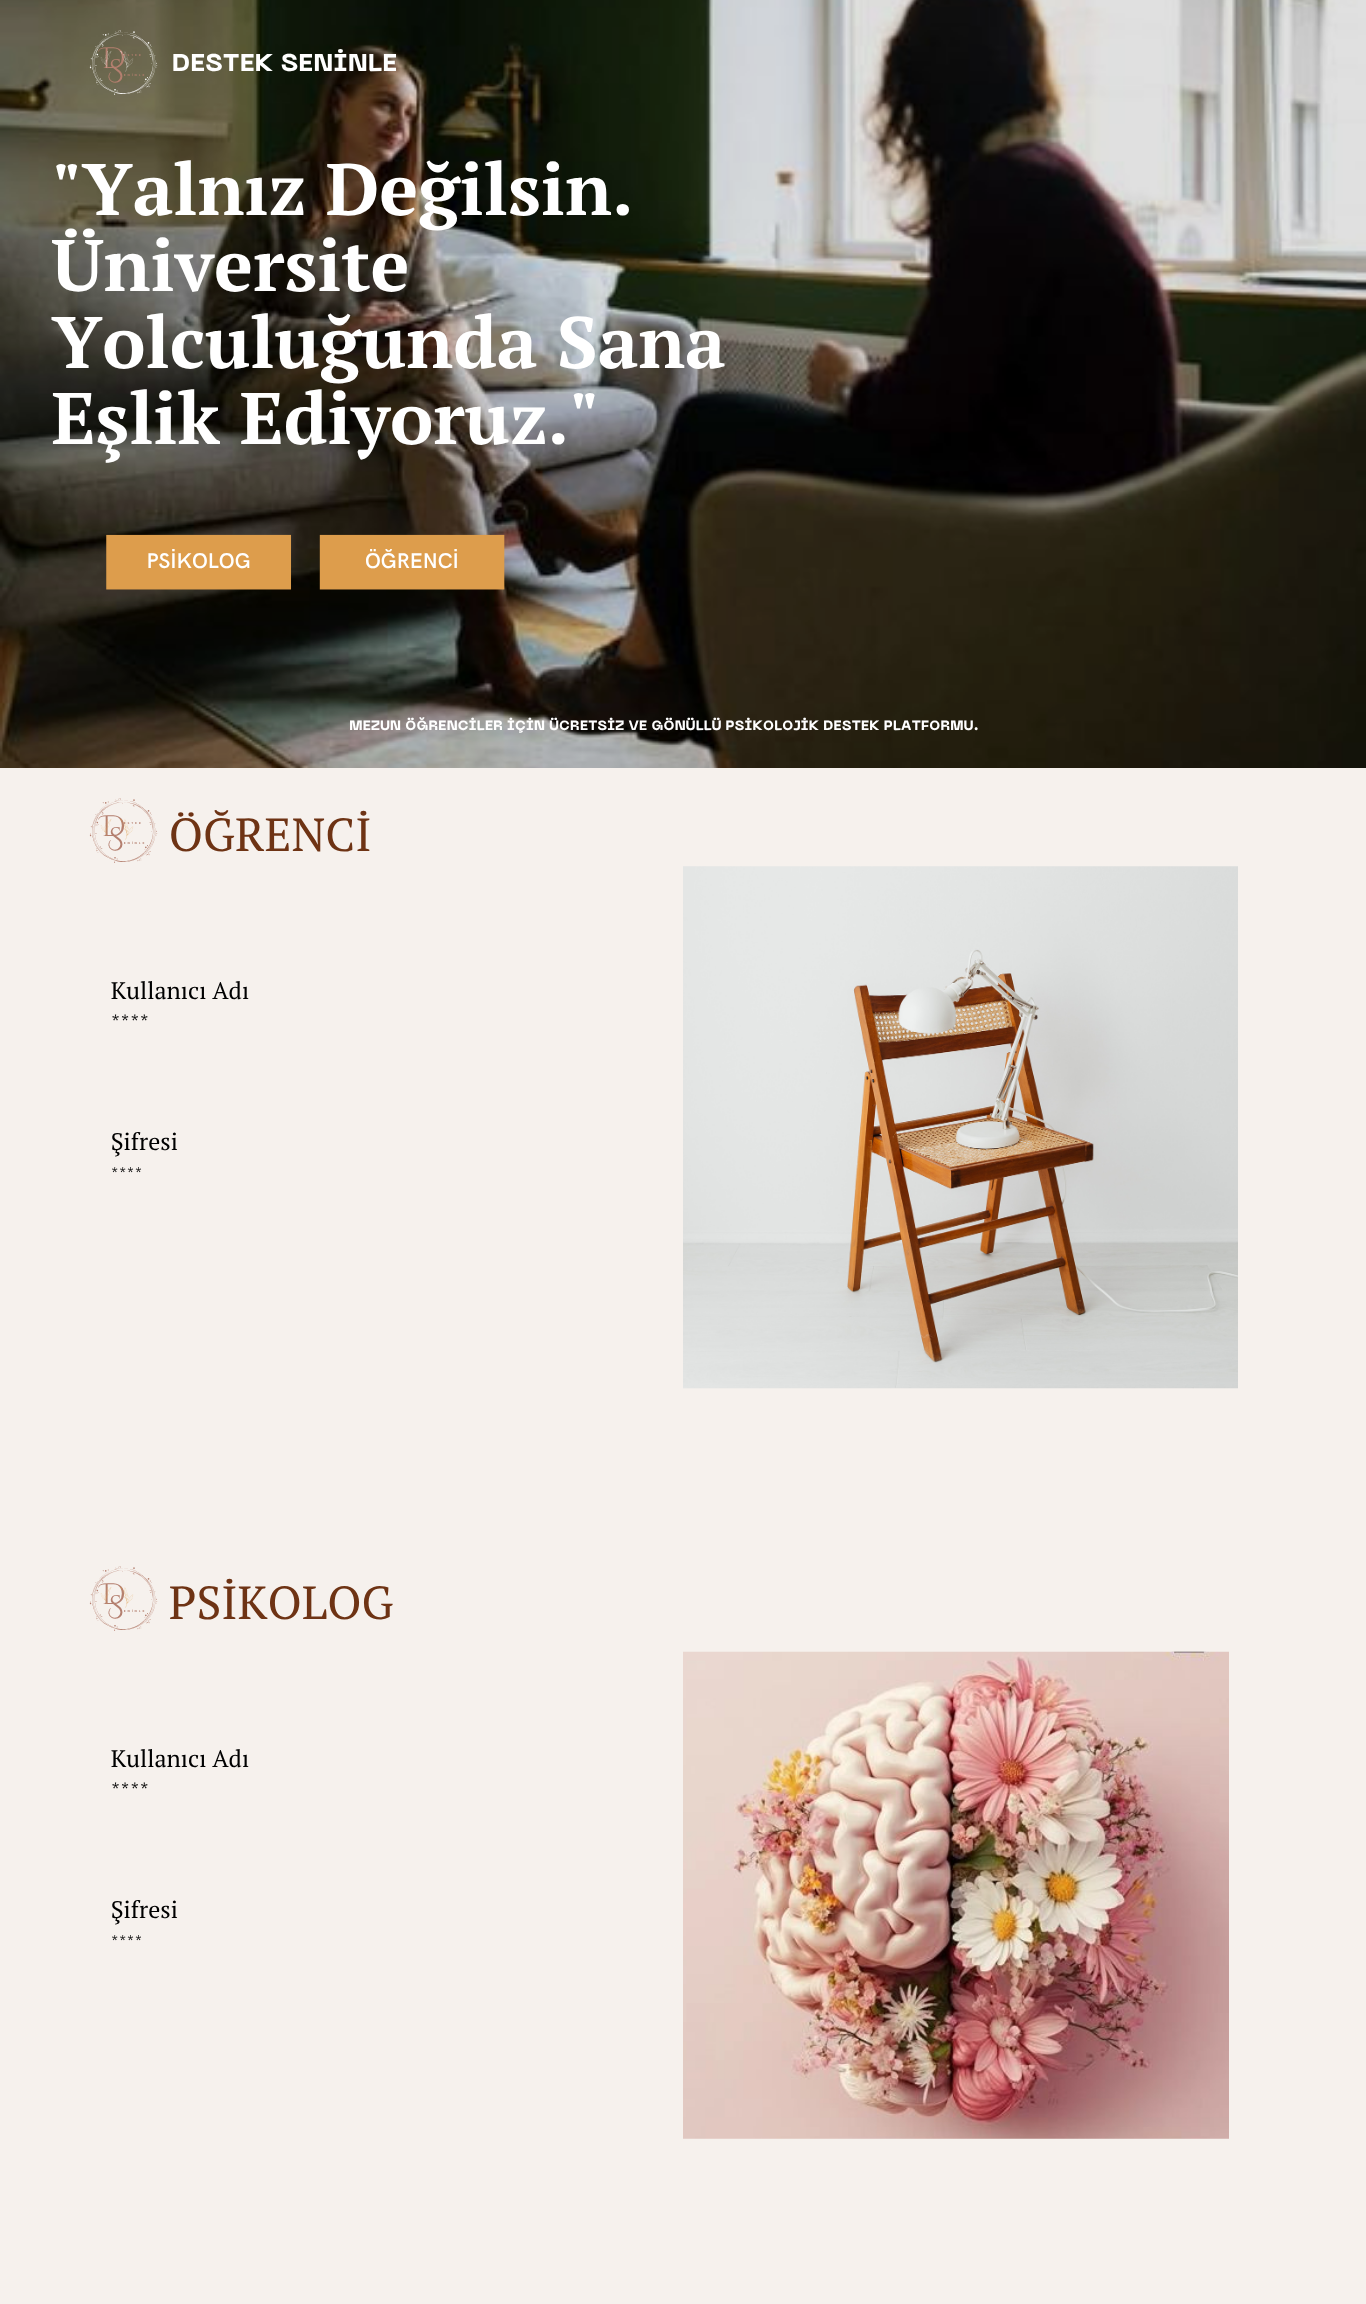 DESTEK SENİNLE
"Yalnız Değilsin.
Üniversite
Yolculuğunda Sana
Eşlik Ediyoruz."
PSİKOLOG
ÖĞRENCİ
MEZUN ÖĞRENCİLER İÇİN ÜCRETSİZ VE GÖNÜLLÜ PSİKOLOJİK DESTEK PLATFORMU.
ÖĞRENCİ
Kullanıcı Adı
****
Şifresi
****
PSİKOLOG
Kullanıcı Adı
****
Şifresi
****